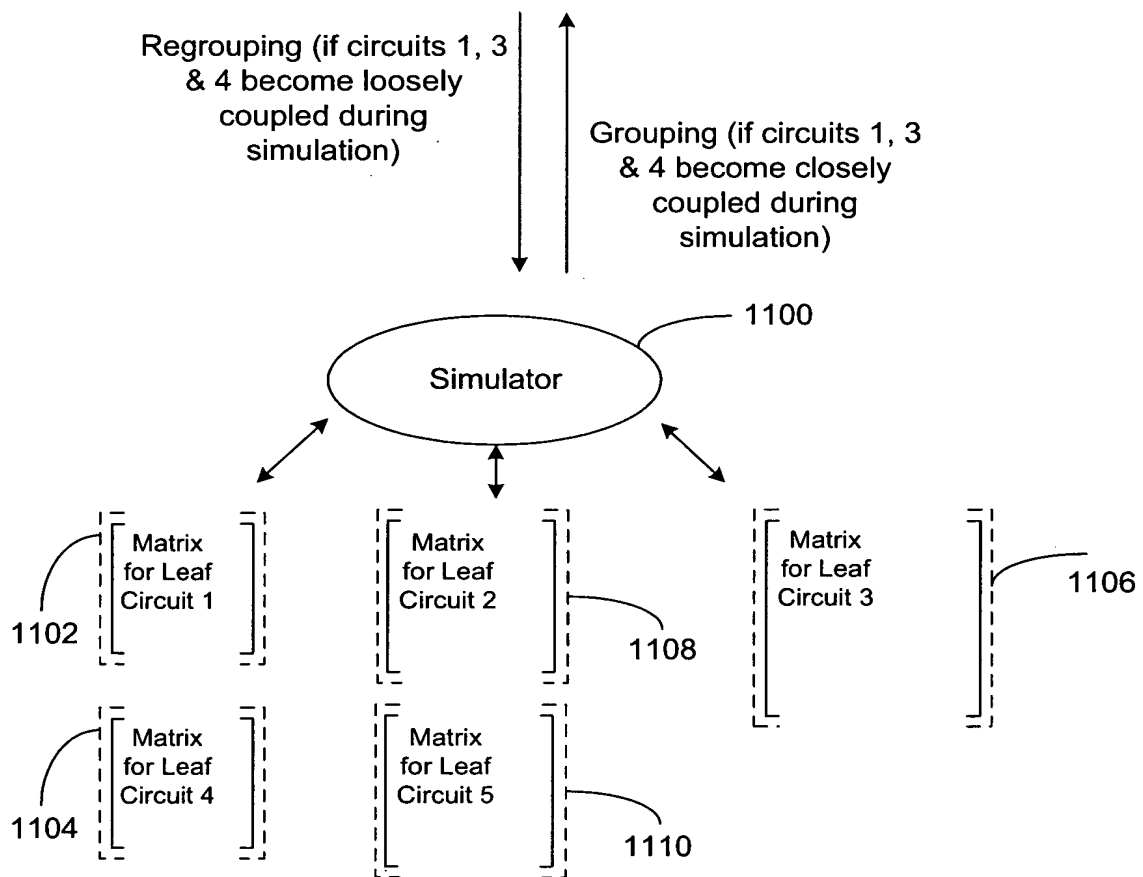 Regrouping (if circuits 1, 3
& 4 become loosely
coupled during
simulation)
Grouping (if circuits 1, 3
& 4 become closely
coupled during
simulation)
1100
Simulator
Matrix
for Leaf
Circuit 1
Matrix
for Leaf
Circuit 2
Matrix
for Leaf
Circuit 3
1102
1108
1106
Matrix
for Leaf
Circuit 4
Matrix
for Leaf
Circuit 5
1104
1110